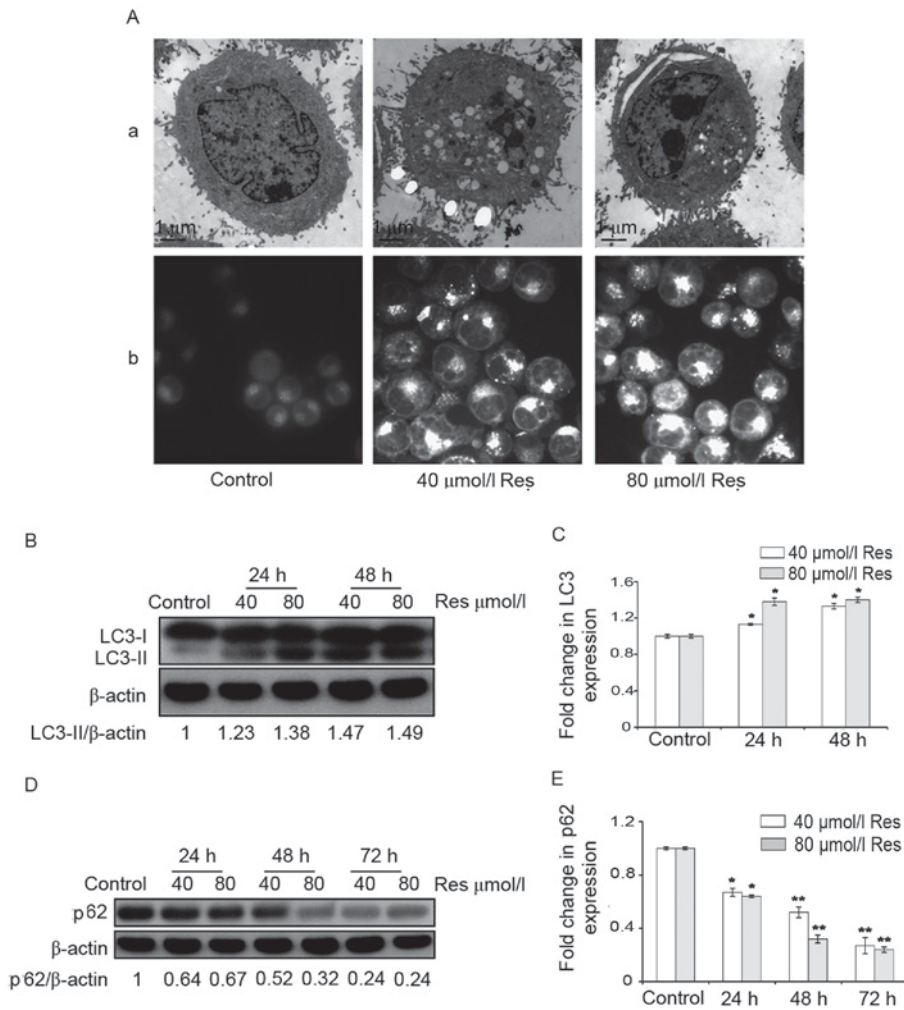 A
a
1 μm
1 μm
1 μm
b
Control
40 μmol/l Res
80 μmol/l Res
B
24 h
48 h
Control
40
80
40
80
Res μmol/l
LC3-I
LC3-II
β-actin
LC3-II/β-actin
1
1.23
1.38
1.47
1.49
C
40 μmol/l Res
80 μmol/l Res
Fold change in LC3
expression
1.6
1.2
0.8
0.4
0
*
*
*
*
Control
24 h
48 h
D
24 h
48 h
72 h
Control
40
80
40
80
40
80
Res μmol/l
p62
β-actin
p62/β-actin
1
0.64
0.67
0.52
0.32
0.24
0.24
E
40 μmol/l Res
80 μmol/l Res
Fold change in p62
expression
1.2
0.8
0.4
0
*
*
**
**
**
**
Control
24 h
48 h
72 h